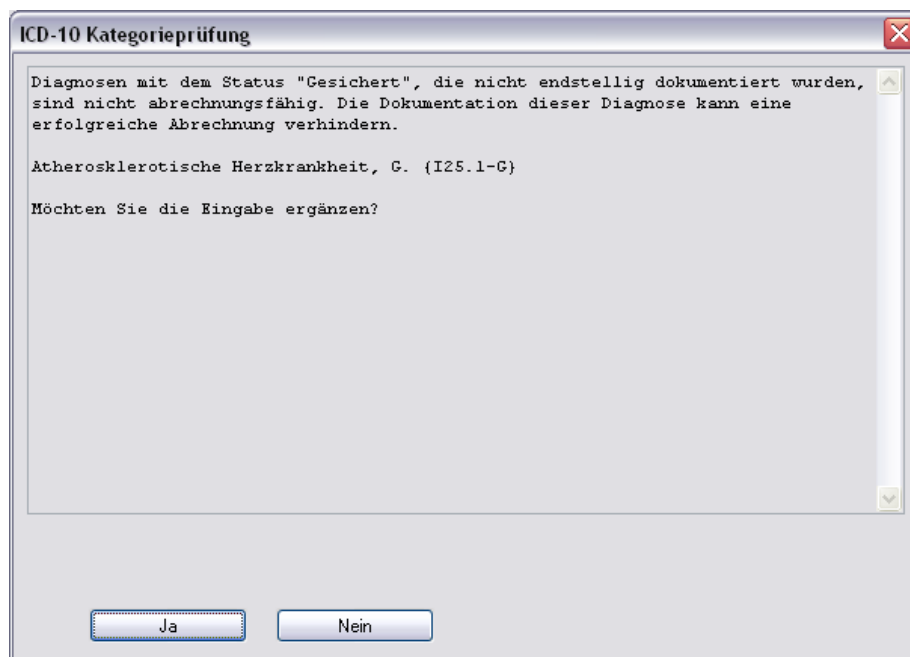 ICD-10 Kategorieprüfung
Diagnosen mit dem Status "Gesichert", die nicht endstellig dokumentiert wurden,
sind nicht abrechnungsfähig. Die Dokumentation dieser Diagnose kann eine
erfolgreiche Abrechnung verhindern.
Atherosklerotische Herzkrankheit, G. {I25.1-G}
Möchten Sie die Eingabe ergänzen?
Ja
Nein